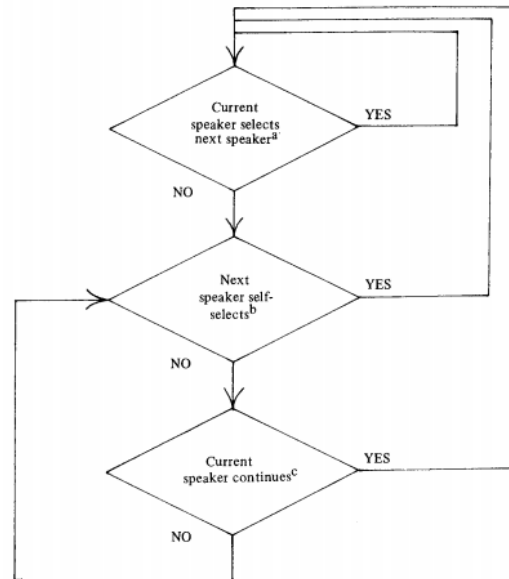 Current
speaker selects
next speakerᵃ
YES
NO
Next
speaker self-
selectsᵇ
YES
NO
Current
speaker continuesᶜ
YES
NO